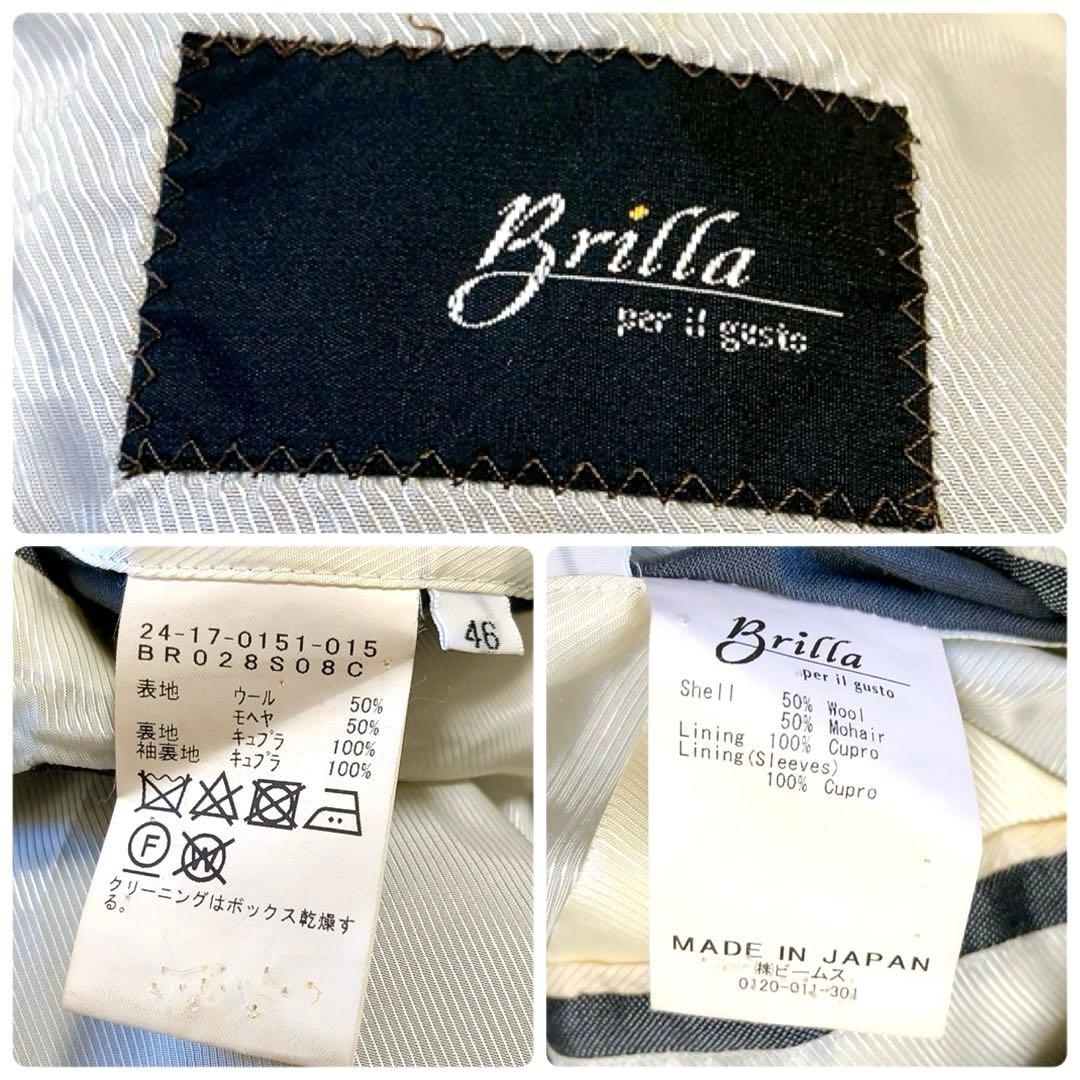 Brilla
per il gusto
24-17-0151-015
BR028S08C
表地 ウール 50%
モヘヤ 50%
裏地 キュプラ 100%
袖裏地 キュプラ 100%
F W
クリーニングはボックス乾燥す
る。
46
Brilla
per il gusto
Shell 50% Wool
50% Mohair
Lining 100% Cupro
Lining(Sleeves)
100% Cupro
MADE IN JAPAN
㈱ビームス
0120-011-301